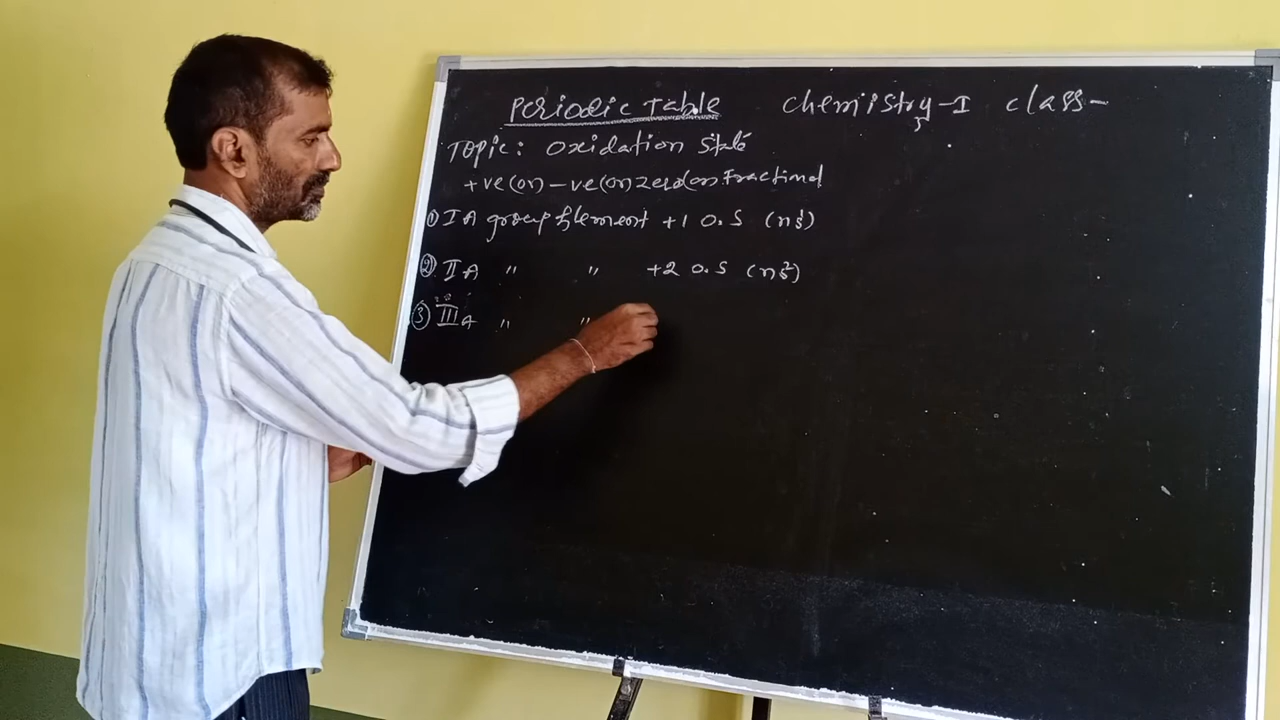 Periodic Table Chemistry-I class-
Topic: Oxidation State
+ve(or)-ve(or)zero(or)Fractional
① IA group Element +1 O.S (ns¹)
② IIA " " +2 O.S (ns²)
③ IIIA " "